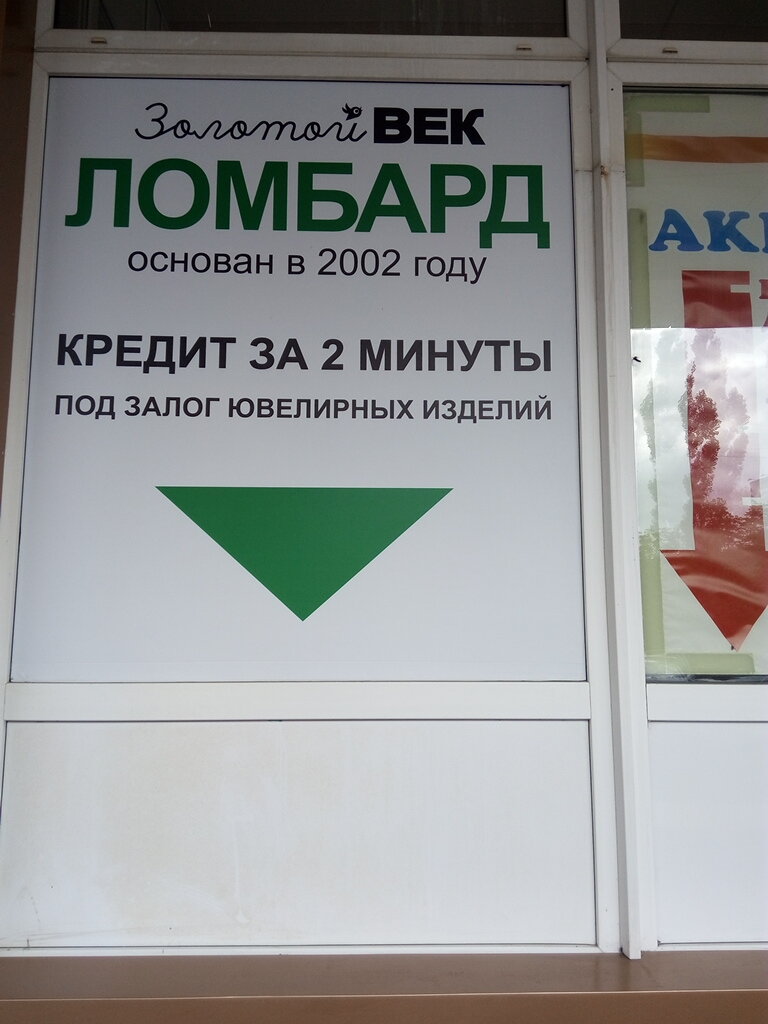 Золотой ВЕК
ЛОМБАРД
основан в 2002 году
КРЕДИТ ЗА 2 МИНУТЫ
ПОД ЗАЛОГ ЮВЕЛИРНЫХ ИЗДЕЛИЙ